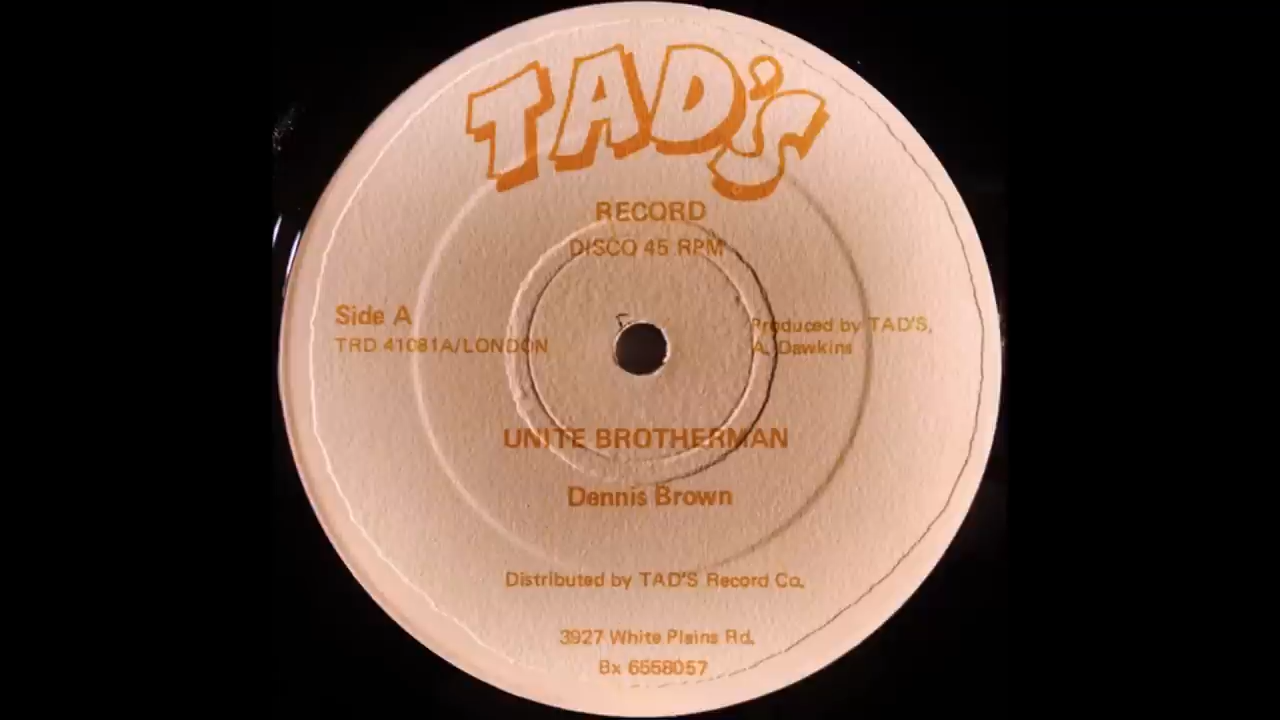 TAD's
RECORD
DISCO 45 RPM
Side A
TRD 41081A/LONDON
Produced by TAD'S,
A. Dawkins
UNITE BROTHERMAN
Dennis Brown
Distributed by TAD'S Record Co.
3927 White Plains Rd.
Bx 6558057